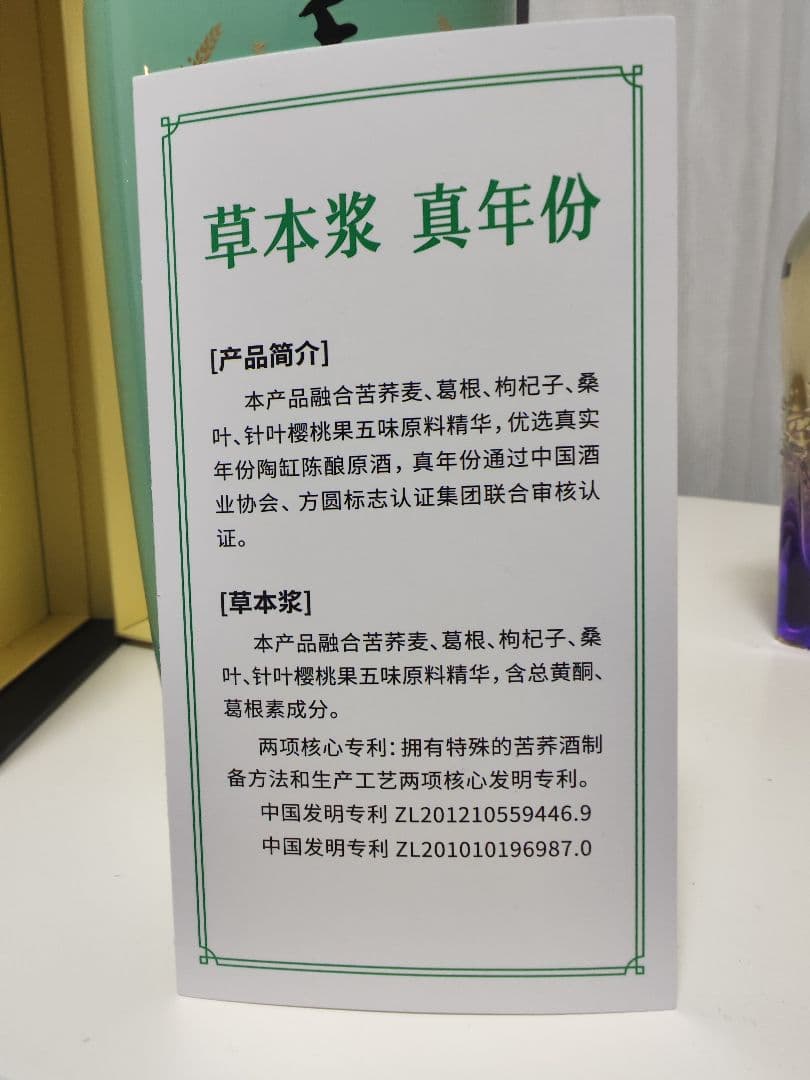 草本浆 真年份
[产品简介]
本产品融合苦荞麦、葛根、枸杞子、桑
叶、针叶樱桃果五味原料精华，优选真实
年份陶缸陈酿原酒，真年份通过中国酒
业协会、方圆标志认证集团联合审核认
证。
[草本浆]
本产品融合苦荞麦、葛根、枸杞子、桑
叶、针叶樱桃果五味原料精华，含总黄酮、
葛根素成分。
两项核心专利：拥有特殊的苦荞酒制
备方法和生产工艺两项核心发明专利。
中国发明专利 ZL201210559446.9
中国发明专利 ZL201010196987.0